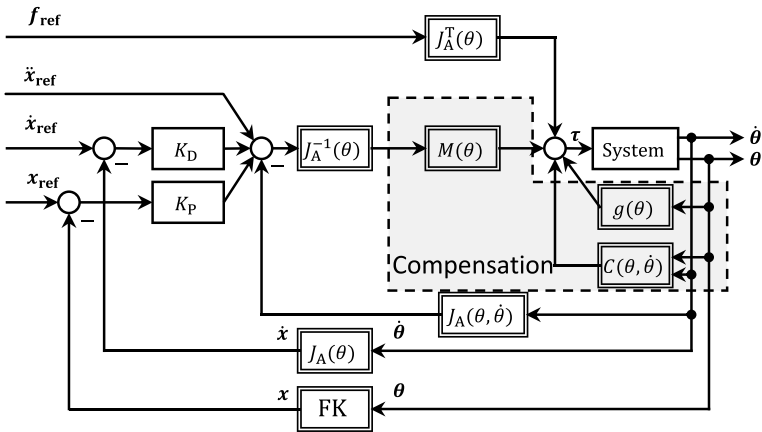 f_ref
J_A^T(θ)
ẍ_ref
ẋ_ref
K_D
J_A^{-1}(θ)
M(θ)
τ
System
θ̇
θ
x_ref
K_P
g(θ)
C(θ, θ̇)
Compensation
J_A(θ, θ̇)
ẋ
J_A(θ)
θ̇
x
FK
θ